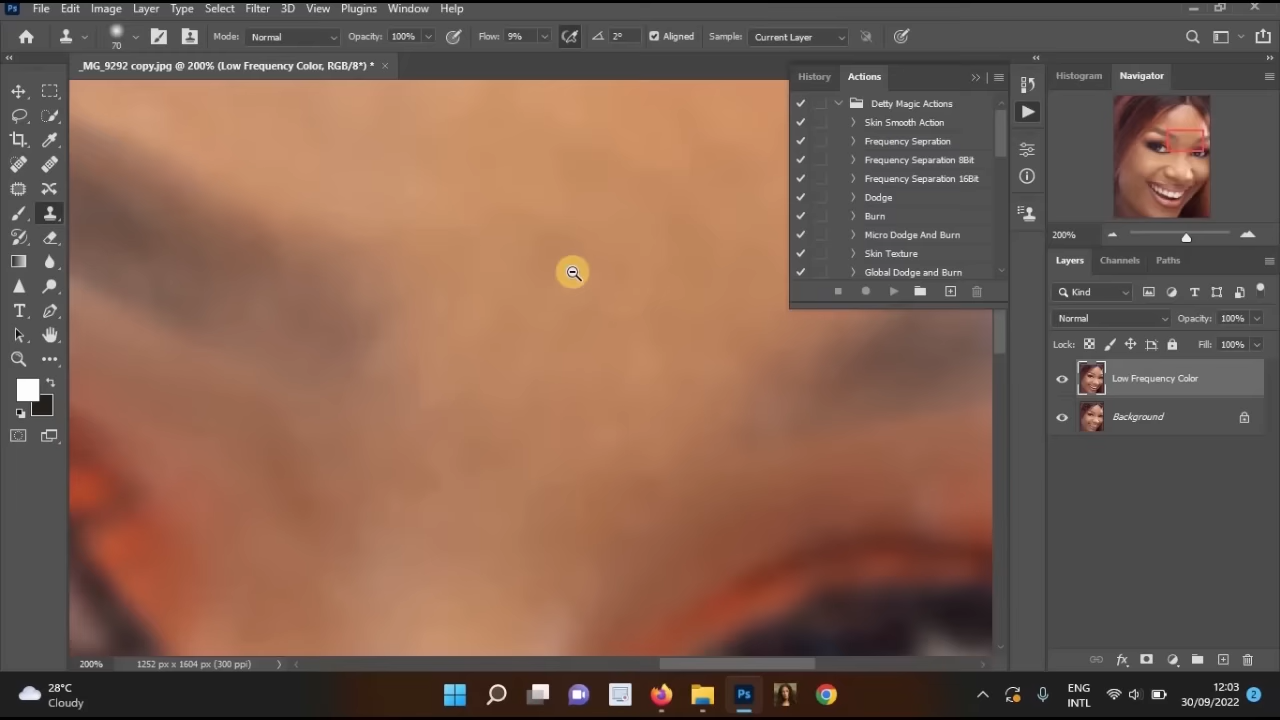 Ps File Edit Image Layer Type Select Filter 3D View Plugins Window Help
70 Mode: Normal Opacity: 100% Flow: 9% 2° Aligned Sample: Current Layer
_MG_9292 copy.jpg @ 200% (Low Frequency Color, RGB/8*) * ×
History Actions
Detty Magic Actions
Skin Smooth Action
Frequency Sepration
Frequency Separation 8Bit
Frequency Separation 16Bit
Dodge
Burn
Micro Dodge And Burn
Skin Texture
Global Dodge and Burn
Histogram Navigator
200%
Layers Channels Paths
Kind
Normal Opacity: 100%
Lock: Fill: 100%
Low Frequency Color
Background
200% 1252 px x 1604 px (300 ppi)
28°C
Cloudy
Ps
ENG
INTL
12:03
30/09/2022
2